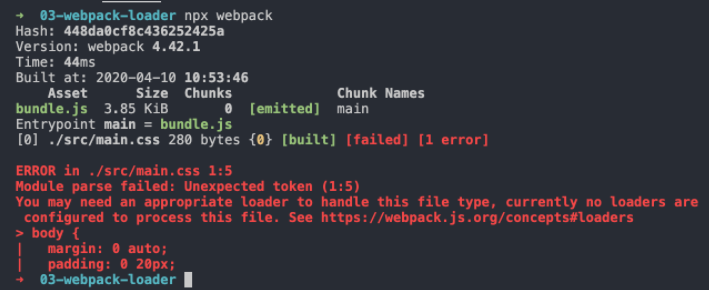 ➜ 03-webpack-loader npx webpack
Hash: 448da0cf8c436252425a
Version: webpack 4.42.1
Time: 44ms
Built at: 2020-04-10 10:53:46
Asset Size Chunks Chunk Names
bundle.js 3.85 KiB 0 [emitted] main
Entrypoint main = bundle.js
[0] ./src/main.css 280 bytes {0} [built] [failed] [1 error]
ERROR in ./src/main.css 1:5
Module parse failed: Unexpected token (1:5)
You may need an appropriate loader to handle this file type, currently no loaders are
configured to process this file. See https://webpack.js.org/concepts#loaders
> body {
| margin: 0 auto;
| padding: 0 20px;
➜ 03-webpack-loader